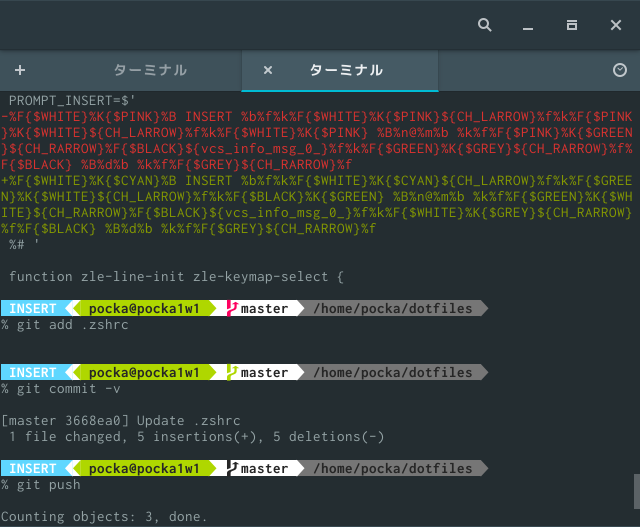 ターミナル ターミナル
PROMPT_INSERT=$'
-%F{$WHITE}%K{$PINK}%B INSERT %b%f%k%F{$WHITE}%K{$PINK}${CH_LARROW}%f%k%F{$PINK
}%K{$WHITE}${CH_LARROW}%f%k%F{$WHITE}%K{$PINK} %B%n@%m%b %k%f%F{$PINK}%K{$GREEN
}${CH_RARROW}%F{$BLACK}${vcs_info_msg_0_}%f%k%F{$GREEN}%K{$GREY}${CH_RARROW}%f%
F{$BLACK} %B%d%b %k%f%F{$GREY}${CH_RARROW}%f
+%F{$WHITE}%K{$CYAN}%B INSERT %b%f%k%F{$WHITE}%K{$CYAN}${CH_LARROW}%f%k%F{$GREE
N}%K{$WHITE}${CH_LARROW}%f%k%F{$BLACK}%K{$GREEN} %B%n@%m%b %k%f%F{$GREEN}%K{$WH
ITE}${CH_RARROW}%F{$BLACK}${vcs_info_msg_0_}%f%k%F{$WHITE}%K{$GREY}${CH_RARROW}
%f%F{$BLACK} %B%d%b %k%f%F{$GREY}${CH_RARROW}%f
%# '
function zle-line-init zle-keymap-select {
INSERT pocka@pocka1w1 master /home/pocka/dotfiles
% git add .zshrc
INSERT pocka@pocka1w1 master /home/pocka/dotfiles
% git commit -v
[master 3668ea0] Update .zshrc
1 file changed, 5 insertions(+), 5 deletions(-)
INSERT pocka@pocka1w1 master /home/pocka/dotfiles
% git push
Counting objects: 3, done.